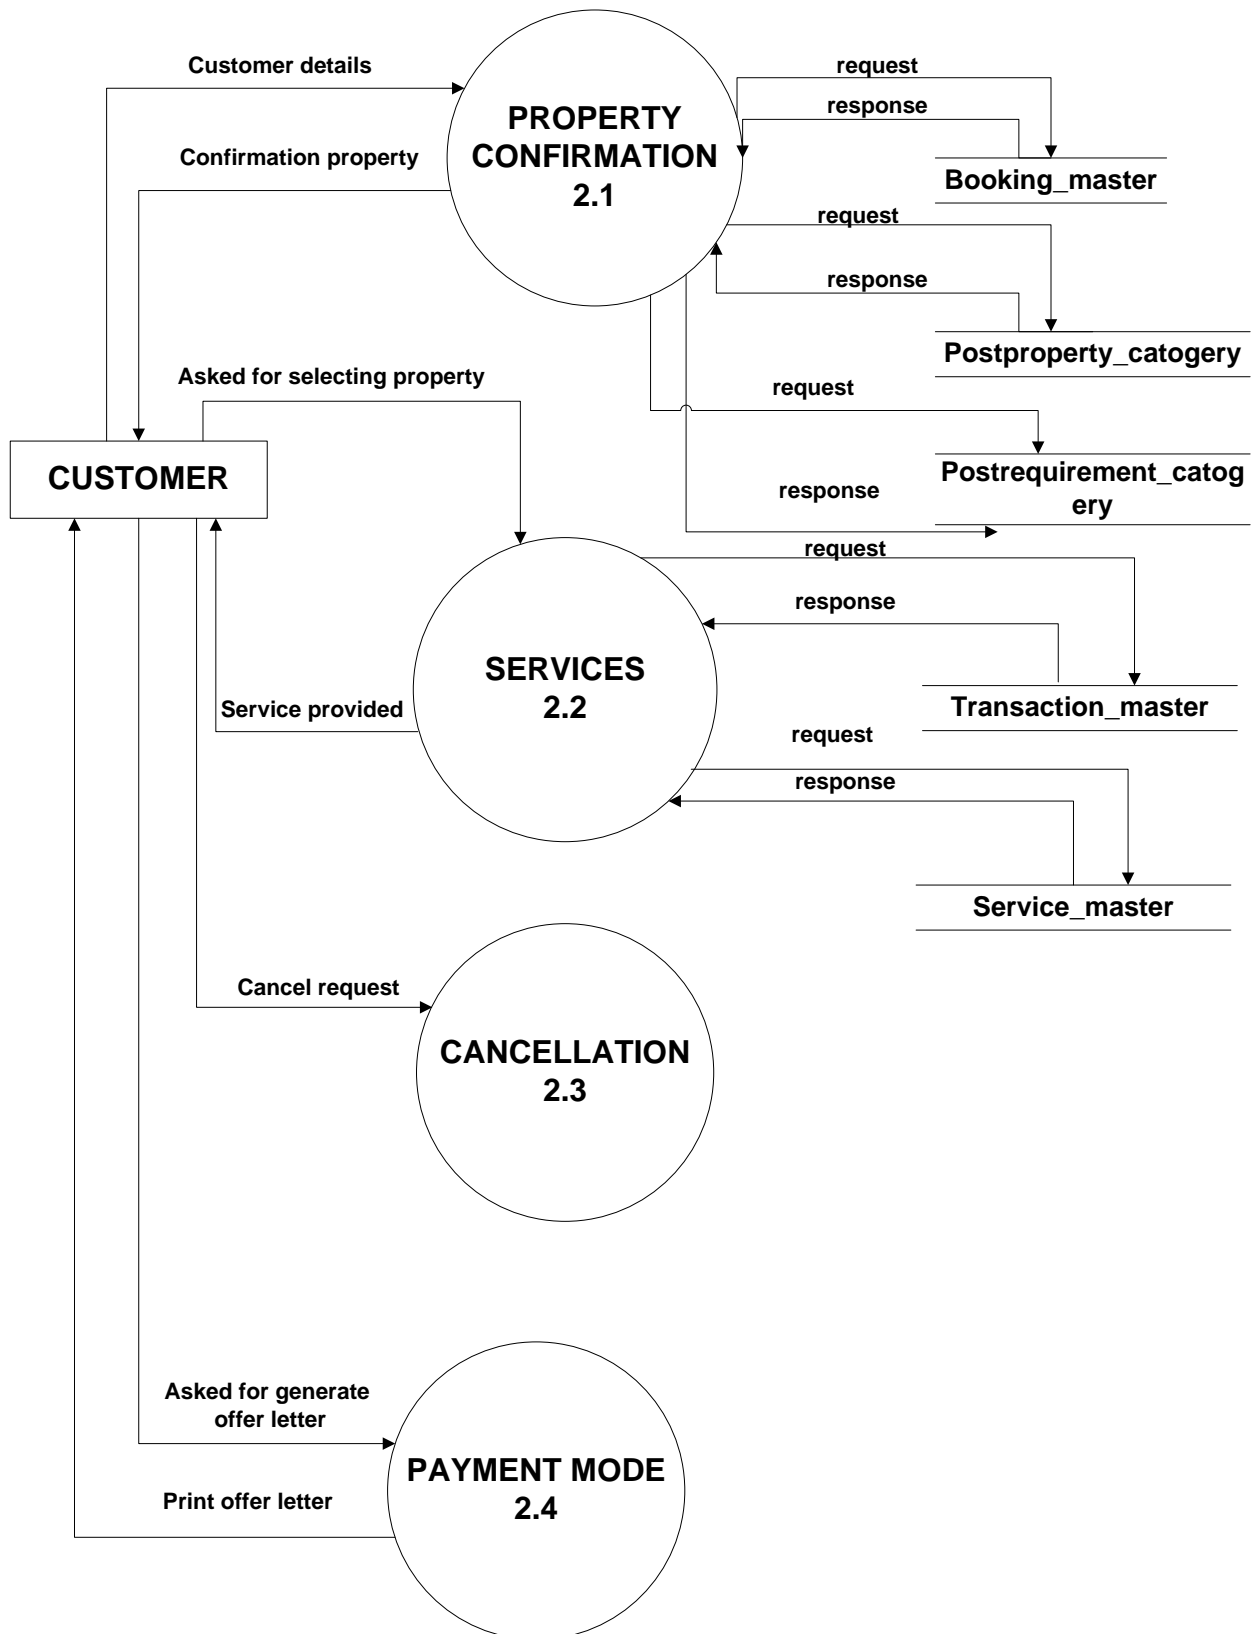 Customer details
request
response
PROPERTY
CONFIRMATION
2.1
Confirmation property
Booking_master
request
response
Postproperty_catogery
Asked for selecting property
request
CUSTOMER
Postrequirement_catog
ery
response
request
response
SERVICES
2.2
Service provided
Transaction_master
request
response
Service_master
Cancel request
CANCELLATION
2.3
Asked for generate
offer letter
PAYMENT MODE
2.4
Print offer letter